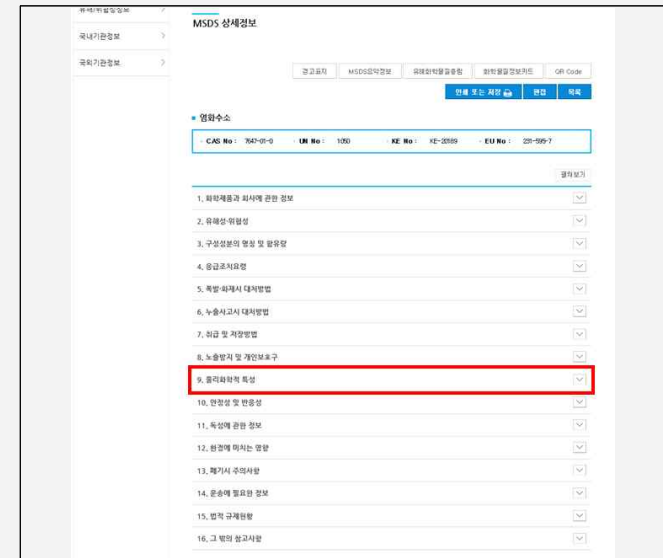 유해/위험성정보
MSDS 상세정보
국내기관정보
국외기관정보
경고표지 MSDS요약정보 유해화학물질종합 화학물질정보카드 QR Code
인쇄 또는 저장 편집 목록
염화수소
· CAS No : 7647-01-0 · UN No : 1050 · KE No : KE-20189 · EU No : 231-595-7
펼쳐보기
1. 화학제품과 회사에 관한 정보
2. 유해성·위험성
3. 구성성분의 명칭 및 함유량
4. 응급조치요령
5. 폭발·화재시 대처방법
6. 누출사고시 대처방법
7. 취급 및 저장방법
8. 노출방지 및 개인보호구
9. 물리화학적 특성
10. 안정성 및 반응성
11. 독성에 관한 정보
12. 환경에 미치는 영향
13. 폐기시 주의사항
14. 운송에 필요한 정보
15. 법적 규제현황
16. 그 밖의 참고사항